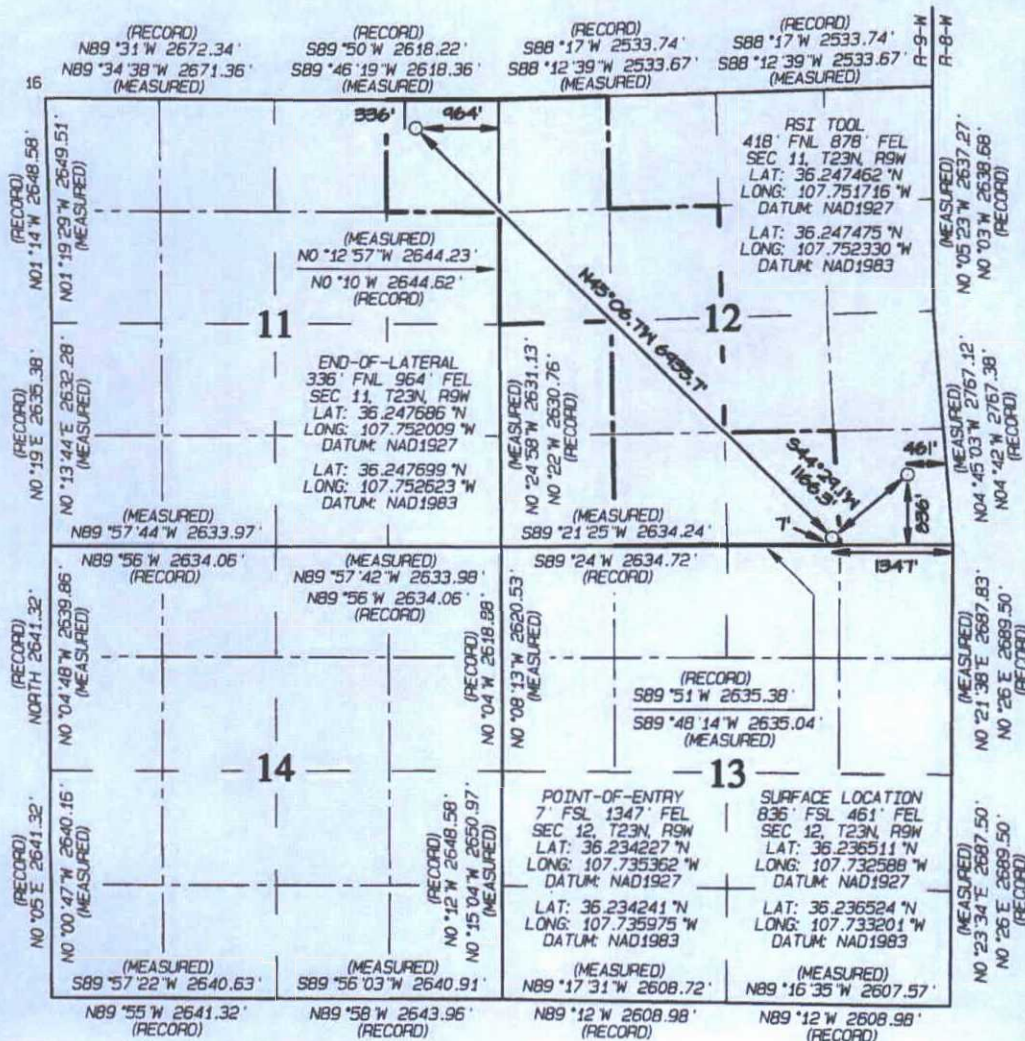 (RECORD)
N89°31'W 2672.34'
N89°34'38"W 2671.36'
(MEASURED)
(RECORD)
S89°50'W 2618.22'
S89°46'19"W 2618.36'
(MEASURED)
(RECORD)
S88°17'W 2533.74'
S88°12'39"W 2533.67'
(MEASURED)
(RECORD)
S88°17'W 2533.74'
S88°12'39"W 2533.67'
(MEASURED)
R-9-W
R-8-W
16
336'
964'
RSI TOOL
418' FNL 878' FEL
SEC 11, T23N, R9W
LAT: 36.247462°N
LONG: 107.751716°W
DATUM: NAD1927
LAT: 36.247475°N
LONG: 107.752330°W
DATUM: NAD1983
(RECORD)
N01°14'W 2648.58'
N01°19'29"W 2649.51'
(MEASURED)
(MEASURED)
N0°05'23"W 2637.27'
N0°03'W 2638.68'
(RECORD)
(MEASURED)
N0°12'57"W 2644.23'
N0°10'W 2644.62'
(RECORD)
N45°06.7'W 6455.7'
11
12
END-OF-LATERAL
336' FNL 964' FEL
SEC 11, T23N, R9W
LAT: 36.247686°N
LONG: 107.752009°W
DATUM: NAD1927
LAT: 36.247699°N
LONG: 107.752623°W
DATUM: NAD1983
(RECORD)
N0°19'E 2635.38'
N0°13'44"E 2632.28'
(MEASURED)
(MEASURED)
N0°24'58"W 2631.13'
N0°22'W 2630.76'
(RECORD)
(MEASURED)
N4°45'03"W 2767.12'
N04°42'W 2767.38'
(RECORD)
S44°29.1'W
1166.5'
461'
836'
7'
1347'
(MEASURED)
N89°57'44"W 2633.97'
N89°56'W 2634.06'
(RECORD)
(MEASURED)
N89°57'42"W 2633.98'
N89°56'W 2634.06'
(RECORD)
(MEASURED)
S89°21'25"W 2634.24'
S89°24'W 2634.72'
(RECORD)
(RECORD)
S89°51'W 2635.38'
S89°48'14"W 2635.04'
(MEASURED)
(RECORD)
NORTH 2641.32'
N0°04'48"W 2639.86'
(MEASURED)
(RECORD)
N0°04'W 2618.88'
N0°08'13"W 2620.53'
(MEASURED)
(MEASURED)
N0°21'38"E 2687.83'
N0°26'E 2689.50'
(RECORD)
14
13
(RECORD)
N0°05'E 2641.32'
N0°00'47"W 2640.15'
(MEASURED)
(RECORD)
N0°12'W 2648.58'
N0°15'04"W 2650.97'
(MEASURED)
POINT-OF-ENTRY
7' FSL 1347' FEL
SEC 12, T23N, R9W
LAT: 36.234227°N
LONG: 107.735362°W
DATUM: NAD1927
LAT: 36.234241°N
LONG: 107.735975°W
DATUM: NAD1983
SURFACE LOCATION
836' FSL 461' FEL
SEC 12, T23N, R9W
LAT: 36.236511°N
LONG: 107.732588°W
DATUM: NAD1927
LAT: 36.236524°N
LONG: 107.733201°W
DATUM: NAD1983
(MEASURED)
N0°23'34"E 2687.50'
N0°26'E 2689.50'
(RECORD)
(MEASURED)
S89°57'22"W 2640.63'
N89°55'W 2641.32'
(RECORD)
(MEASURED)
S89°56'03"W 2640.91'
N89°58'W 2643.96'
(RECORD)
(MEASURED)
N89°17'31"W 2608.72'
N89°12'W 2608.98'
(RECORD)
(MEASURED)
N89°16'35"W 2607.57'
N89°12'W 2608.98'
(RECORD)